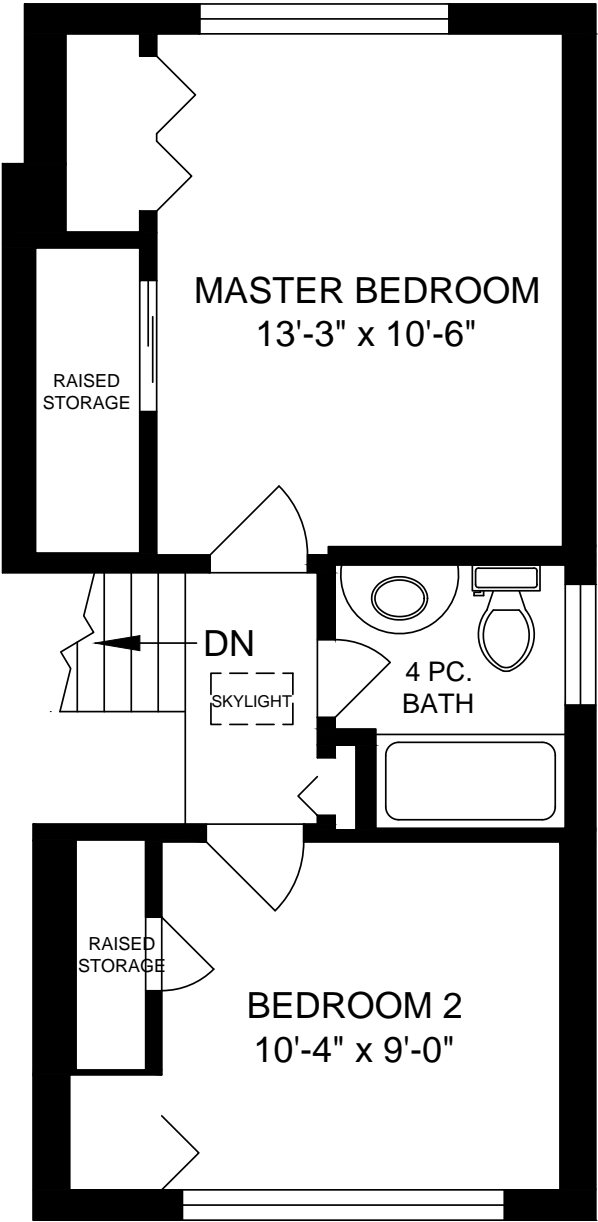 MASTER BEDROOM
13'-3" x 10'-6"
RAISED
STORAGE
DN
SKYLIGHT
4 PC.
BATH
RAISED
STORAGE
BEDROOM 2
10'-4" x 9'-0"